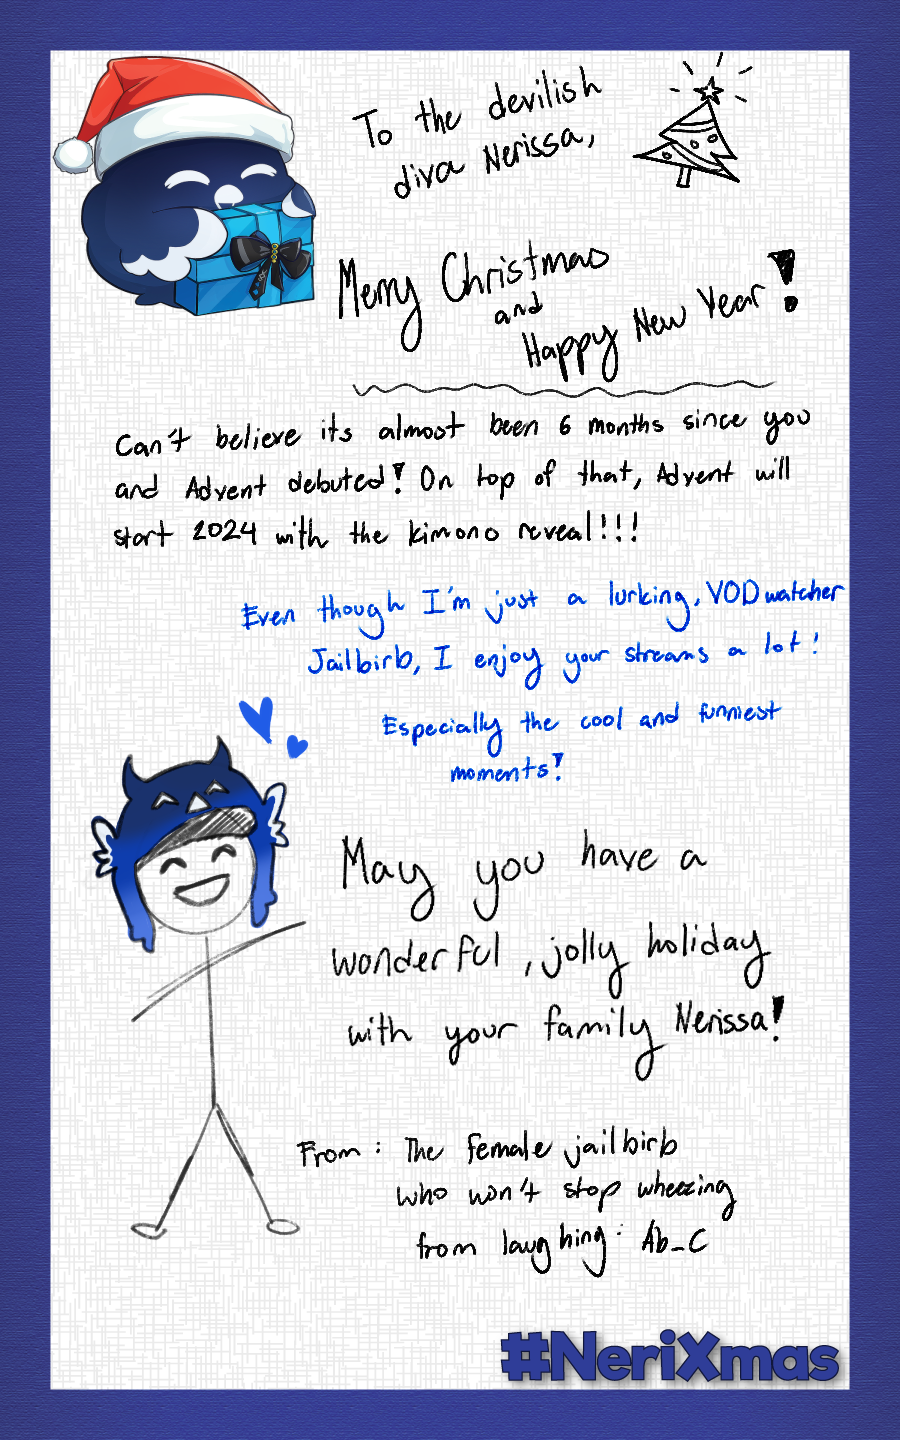 To the devilish
diva Nerissa,
Merry Christmas
and
Happy New Year!
Can't believe its almost been 6 months since you
and Advent debuted! On top of that, Advent will
start 2024 with the kimono reveal!!!
Even though I'm just a lurking, VOD watcher
Jailbirb, I enjoy your streams a lot!
Especially the cool and funniest
moments!
May you have a
wonderful, jolly holiday
with your family Nerissa!
From: The female jailbirb
who won't stop wheezing
from laughing: Ab_C
#NeriXmas